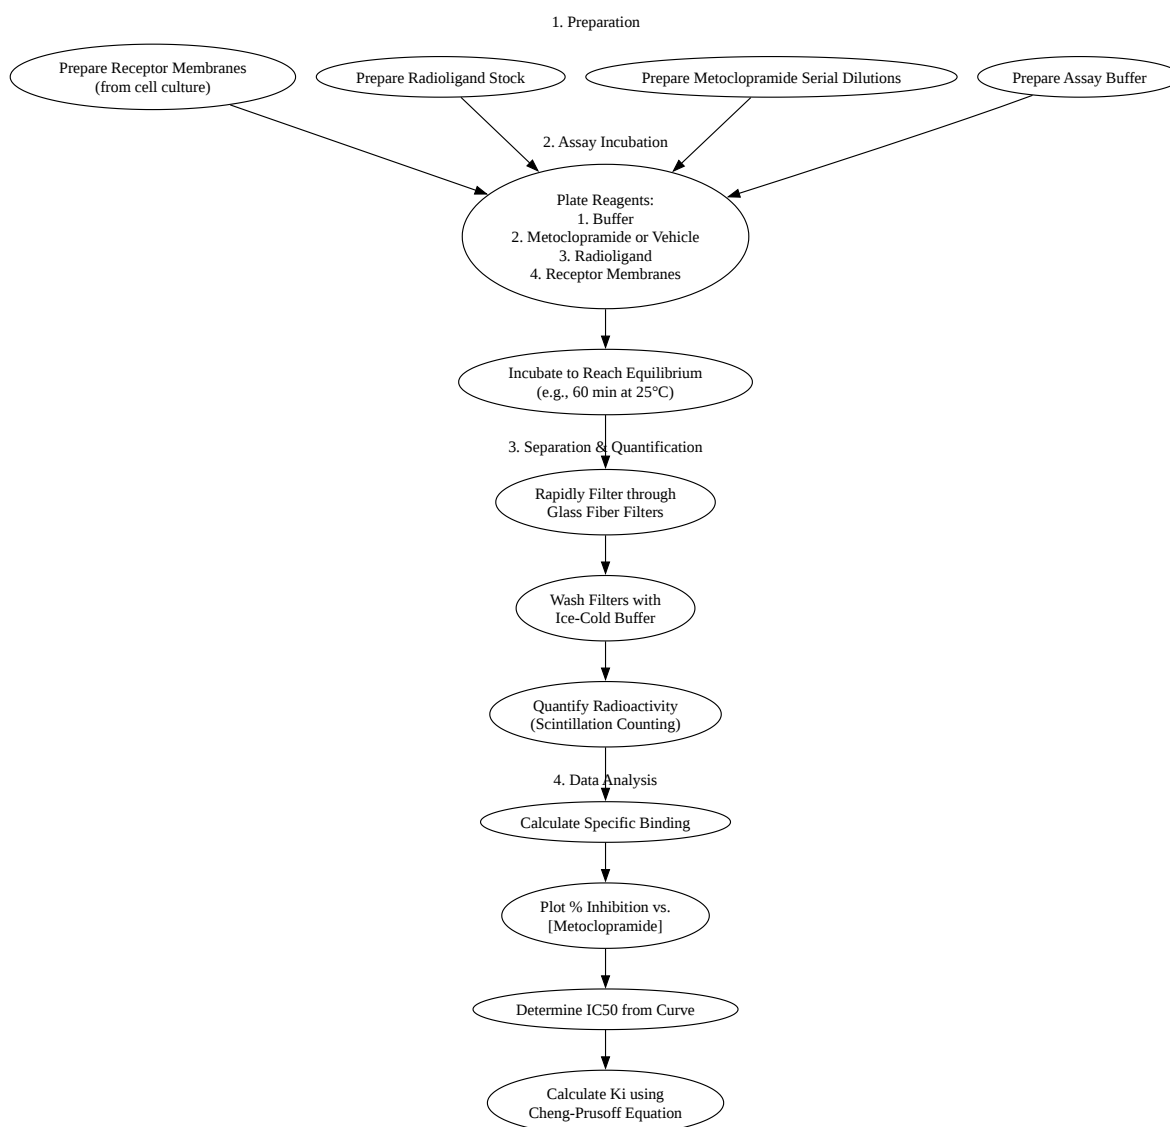 1. Preparation
Prepare Receptor Membranes
(from cell culture)
Prepare Radioligand Stock
Prepare Metoclopramide Serial Dilutions
Prepare Assay Buffer
2. Assay Incubation
Plate Reagents:
1. Buffer
2. Metoclopramide or Vehicle
3. Radioligand
4. Receptor Membranes
Incubate to Reach Equilibrium
(e.g., 60 min at 25°C)
3. Separation & Quantification
Rapidly Filter through
Glass Fiber Filters
Wash Filters with
Ice-Cold Buffer
Quantify Radioactivity
(Scintillation Counting)
4. Data Analysis
Calculate Specific Binding
Plot % Inhibition vs.
[Metoclopramide]
Determine IC50 from Curve
Calculate Ki using
Cheng-Prusoff Equation